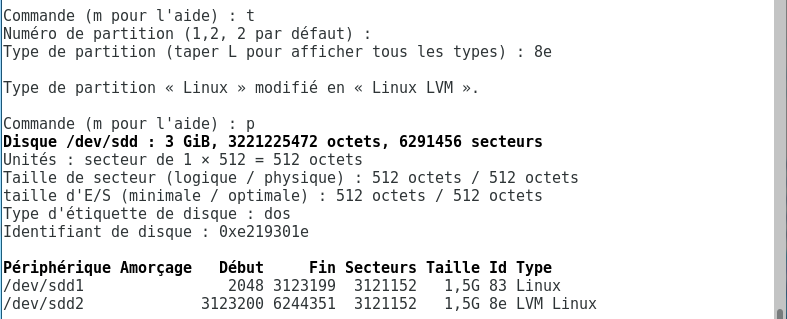 Commande (m pour l'aide) : t
Numéro de partition (1,2, 2 par défaut) :
Type de partition (taper L pour afficher tous les types) : 8e
Type de partition « Linux » modifié en « Linux LVM ».
Commande (m pour l'aide) : p
Disque /dev/sdd : 3 GiB, 3221225472 octets, 6291456 secteurs
Unités : secteur de 1 × 512 = 512 octets
Taille de secteur (logique / physique) : 512 octets / 512 octets
taille d'E/S (minimale / optimale) : 512 octets / 512 octets
Type d'étiquette de disque : dos
Identifiant de disque : 0xe219301e
Périphérique Amorçage Début Fin Secteurs Taille Id Type
/dev/sdd1 2048 3123199 3121152 1,5G 83 Linux
/dev/sdd2 3123200 6244351 3121152 1,5G 8e LVM Linux